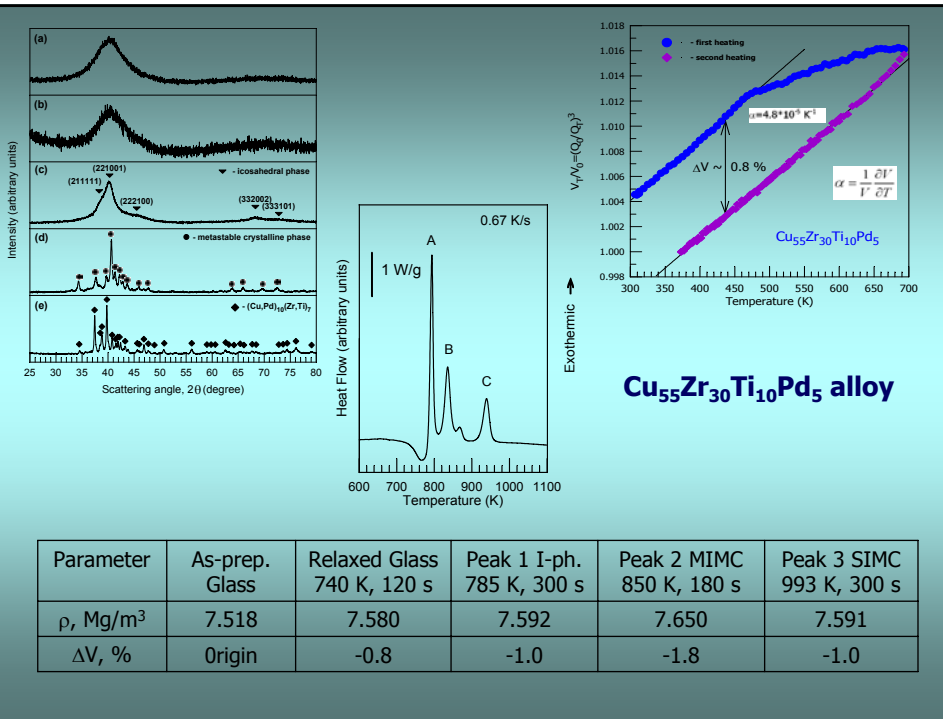 (a)
(b)
(c)
(221001)
(211111)
(222100)
▼ - icosahedral phase
(332002)
(333101)
(d)
● - metastable crystalline phase
(e)
◆ - (Cu,Pd)10(Zr,Ti)7
Intensity (arbitrary units)
25 30 35 40 45 50 55 60 65 70 75 80
Scattering angle, 2θ (degree)
0.67 K/s
A
1 W/g
B
C
Heat Flow (arbitrary units)
Exothermic
600 700 800 900 1000 1100
Temperature (K)
1.018
1.016
1.014
1.012
1.010
1.008
1.006
1.004
1.002
1.000
0.998
VT/V0=(Q0/QT)3
- first heating
- second heating
α=4.8*10-5 K-1
ΔV ~ 0.8 %
α = 1/V ∂V/∂T
Cu55Zr30Ti10Pd5
300 350 400 450 500 550 600 650 700
Temperature (K)
Cu55Zr30Ti10Pd5 alloy
Parameter As-prep. Glass Relaxed Glass 740 K, 120 s Peak 1 I-ph. 785 K, 300 s Peak 2 MIMC 850 K, 180 s Peak 3 SIMC 993 K, 300 s
ρ, Mg/m3 7.518 7.580 7.592 7.650 7.591
ΔV, % 0rigin -0.8 -1.0 -1.8 -1.0